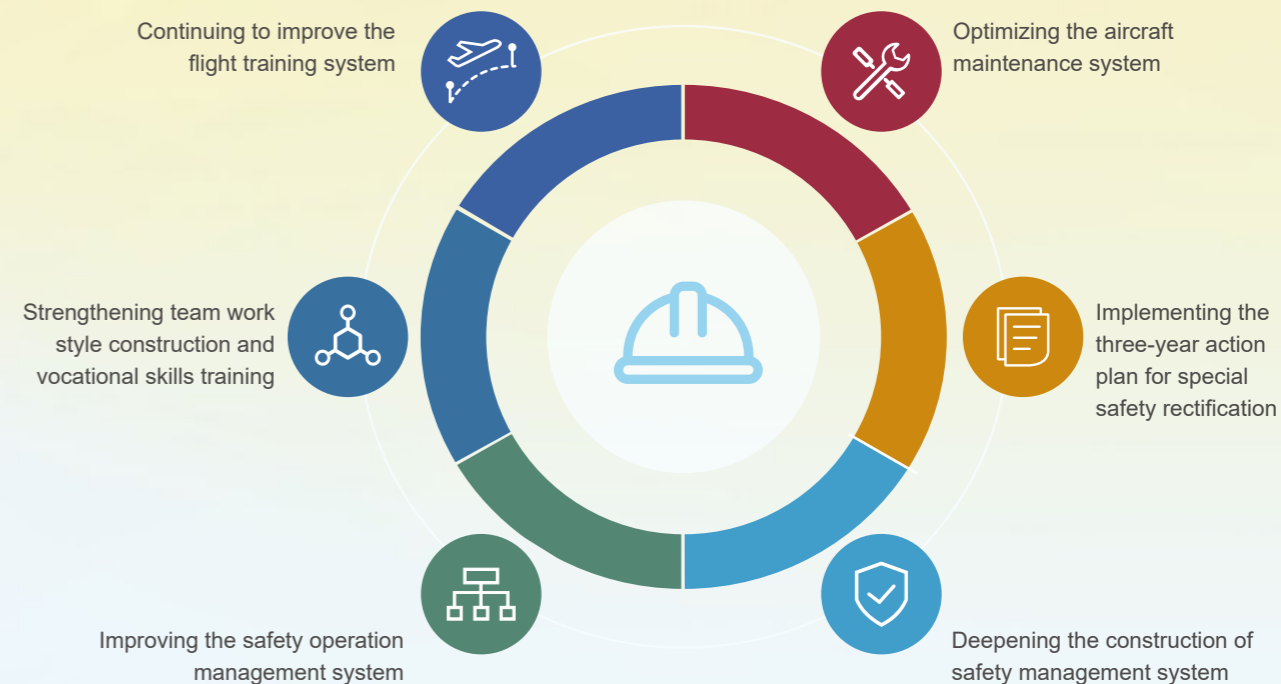 Continuing to improve the
flight training system
Optimizing the aircraft
maintenance system
Strengthening team work
style construction and
vocational skills training
Implementing the
three-year action
plan for special
safety rectification
Improving the safety operation
management system
Deepening the construction of
safety management system